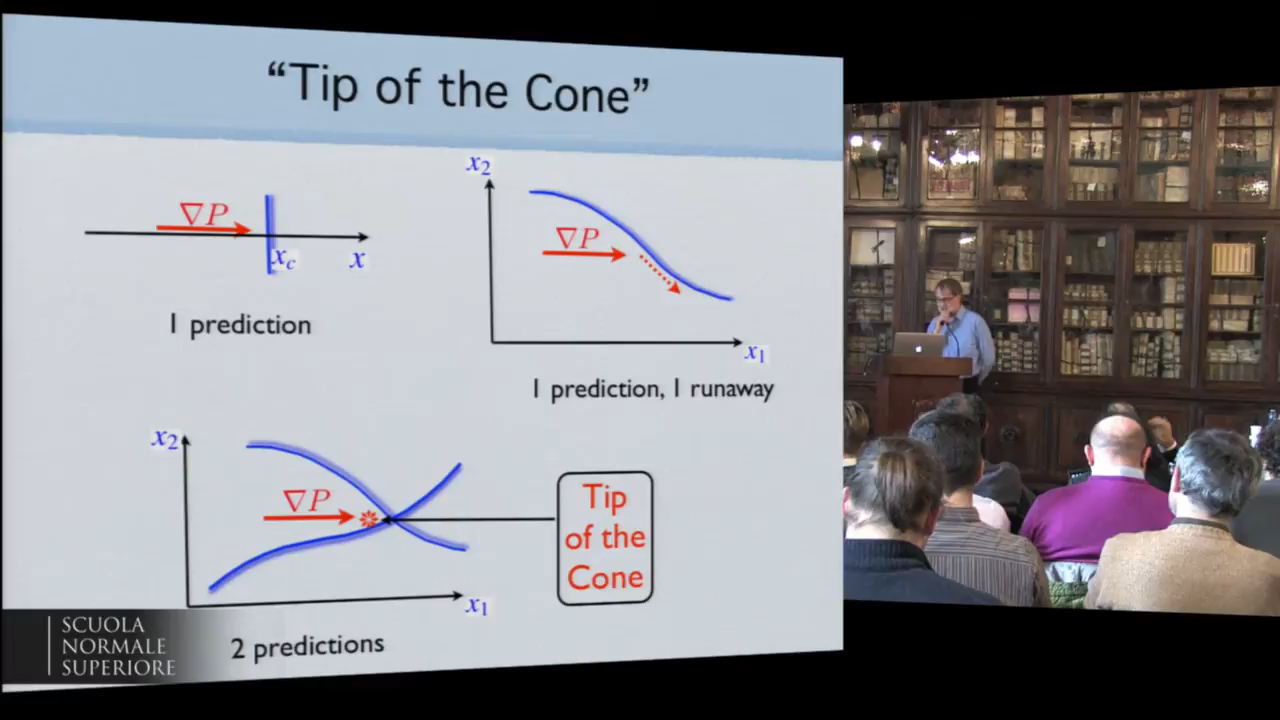 “Tip of the Cone”
∇P
x_c
x
1 prediction
x₂
∇P
x₁
1 prediction, 1 runaway
x₂
∇P
x₁
2 predictions
Tip
of the
Cone
SCUOLA
NORMALE
SUPERIORE